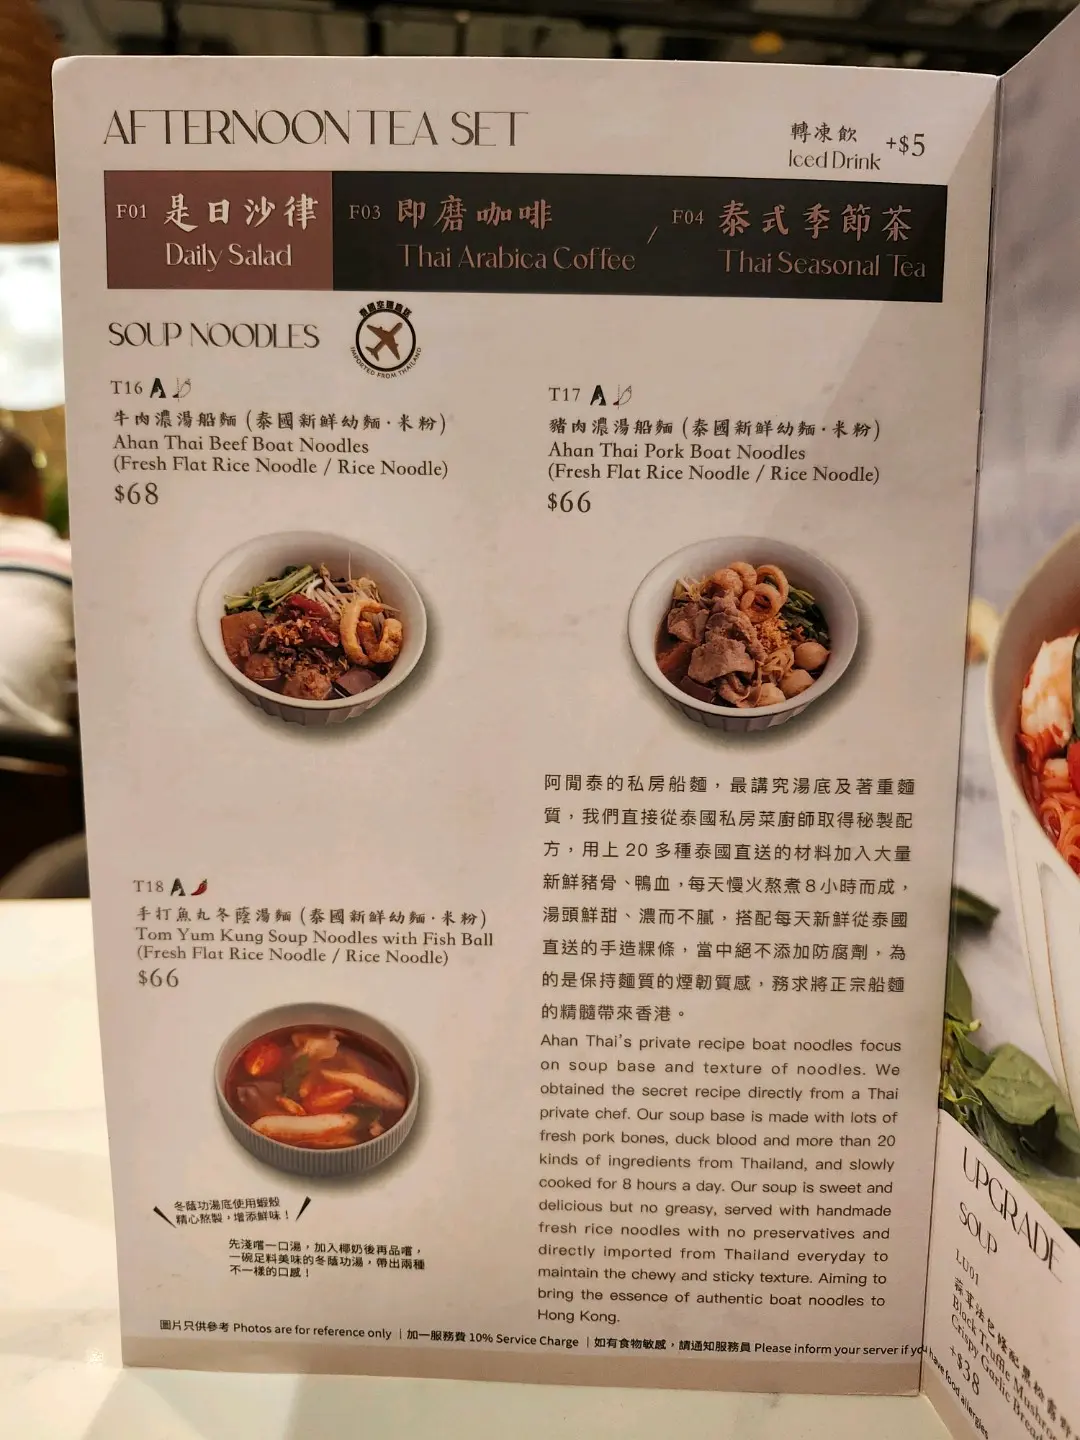 AFTERNOON TEA SET
轉凍飲 +$5
Iced Drink
F01 是日沙律
Daily Salad
F03 即磨咖啡
Thai Arabica Coffee
/
F04 泰式季節茶
Thai Seasonal Tea
SOUP NOODLES
泰國空運直送
IMPORTED FROM THAILAND
T16
牛肉濃湯船麵 (泰國新鮮幼麵·米粉)
Ahan Thai Beef Boat Noodles
(Fresh Flat Rice Noodle / Rice Noodle)
$68
T17
豬肉濃湯船麵 (泰國新鮮幼麵·米粉)
Ahan Thai Pork Boat Noodles
(Fresh Flat Rice Noodle / Rice Noodle)
$66
T18
手打魚丸冬蔭湯麵 (泰國新鮮幼麵·米粉)
Tom Yum Kung Soup Noodles with Fish Ball
(Fresh Flat Rice Noodle / Rice Noodle)
$66
冬蔭功湯底使用蝦殼
精心熬製，增添鮮味！
先淺嚐一口湯，加入椰奶後再品嚐，
一碗足料美味的冬蔭功湯，帶出兩種
不一樣的口感！
阿閒泰的私房船麵，最講究湯底及著重麵
質，我們直接從泰國私房菜廚師取得秘製配
方，用上 20 多種泰國直送的材料加入大量
新鮮豬骨、鴨血，每天慢火熬煮8小時而成，
湯頭鮮甜、濃而不膩，搭配每天新鮮從泰國
直送的手造粿條，當中絕不添加防腐劑，為
的是保持麵質的煙韌質感，務求將正宗船麵
的精髓帶來香港。
Ahan Thai's private recipe boat noodles focus
on soup base and texture of noodles. We
obtained the secret recipe directly from a Thai
private chef. Our soup base is made with lots of
fresh pork bones, duck blood and more than 20
kinds of ingredients from Thailand, and slowly
cooked for 8 hours a day. Our soup is sweet and
delicious but no greasy, served with handmade
fresh rice noodles with no preservatives and
directly imported from Thailand everyday to
maintain the chewy and sticky texture. Aiming to
bring the essence of authentic boat noodles to
Hong Kong.
圖片只供參考 Photos are for reference only | 加一服務費 10% Service Charge | 如有食物敏感，請通知服務員 Please inform your server if you have food allergies
UPGRADE
SOUP
LU01
Black Truffle
Crispy Garlic
+$38